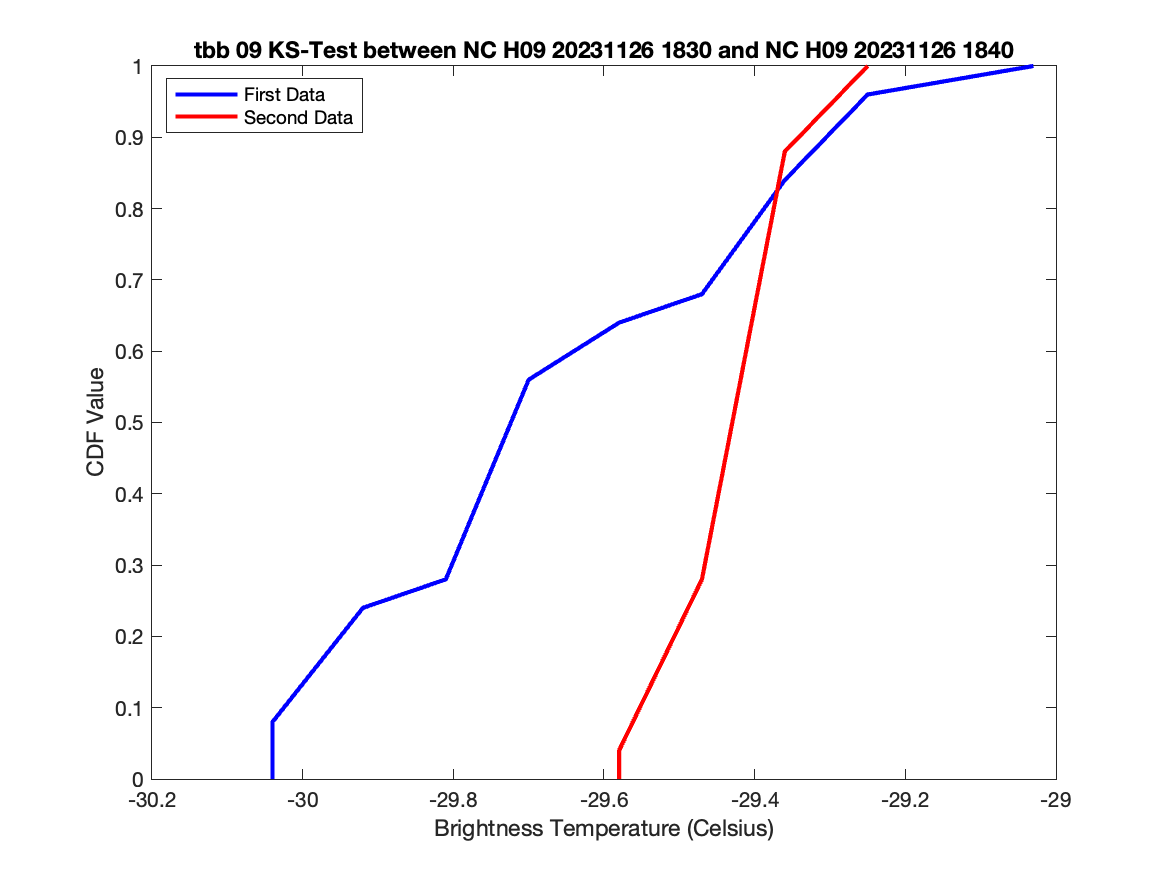 tbb 09 KS-Test between NC H09 20231126 1830 and NC H09 20231126 1840
First Data
Second Data
1
0.9
0.8
0.7
0.6
0.5
0.4
0.3
0.2
0.1
0
CDF Value
-30.2 -30 -29.8 -29.6 -29.4 -29.2 -29
Brightness Temperature (Celsius)